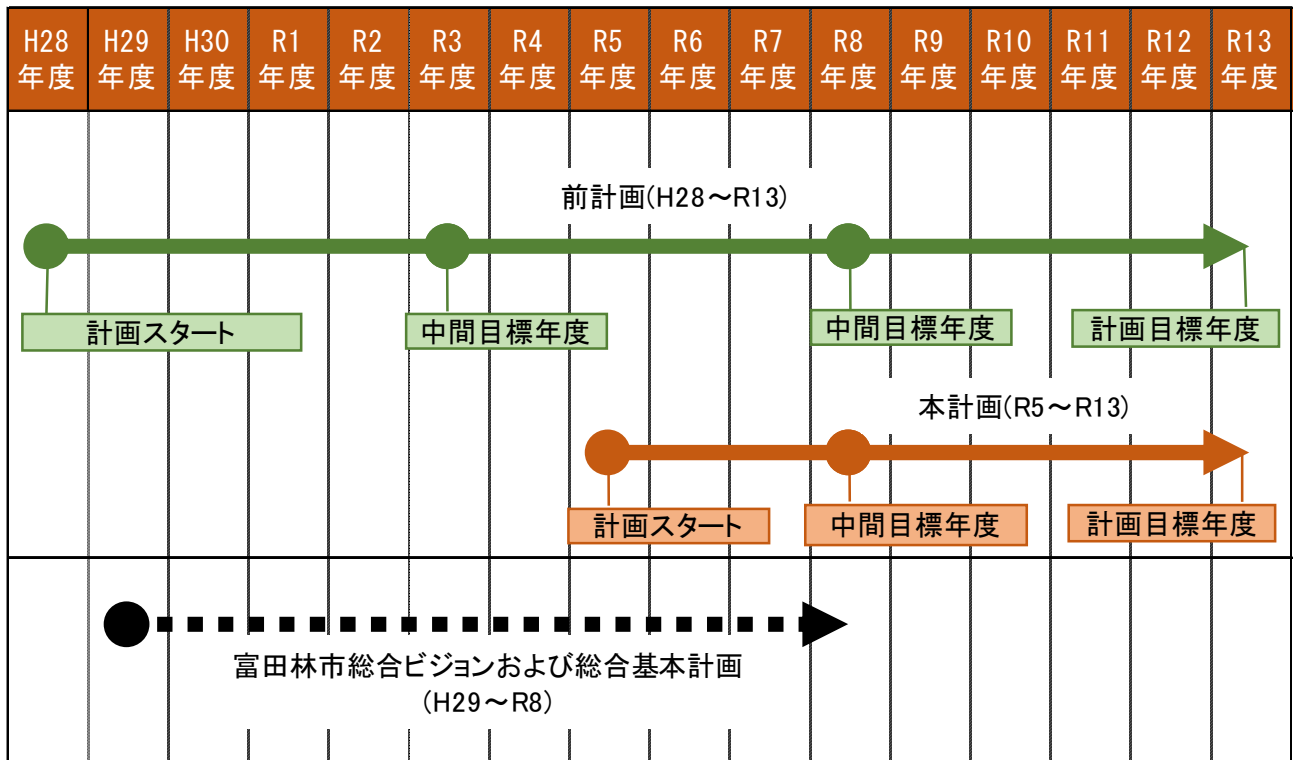 H28 H29 H30 R1 R2 R3 R4 R5 R6 R7 R8 R9 R10 R11 R12 R13
年度 年度 年度 年度 年度 年度 年度 年度 年度 年度 年度 年度 年度 年度 年度 年度
前計画(H28～R13)
計画スタート 中間目標年度 中間目標年度 計画目標年度
本計画(R5～R13)
計画スタート 中間目標年度 計画目標年度
富田林市総合ビジョンおよび総合基本計画
(H29～R8)